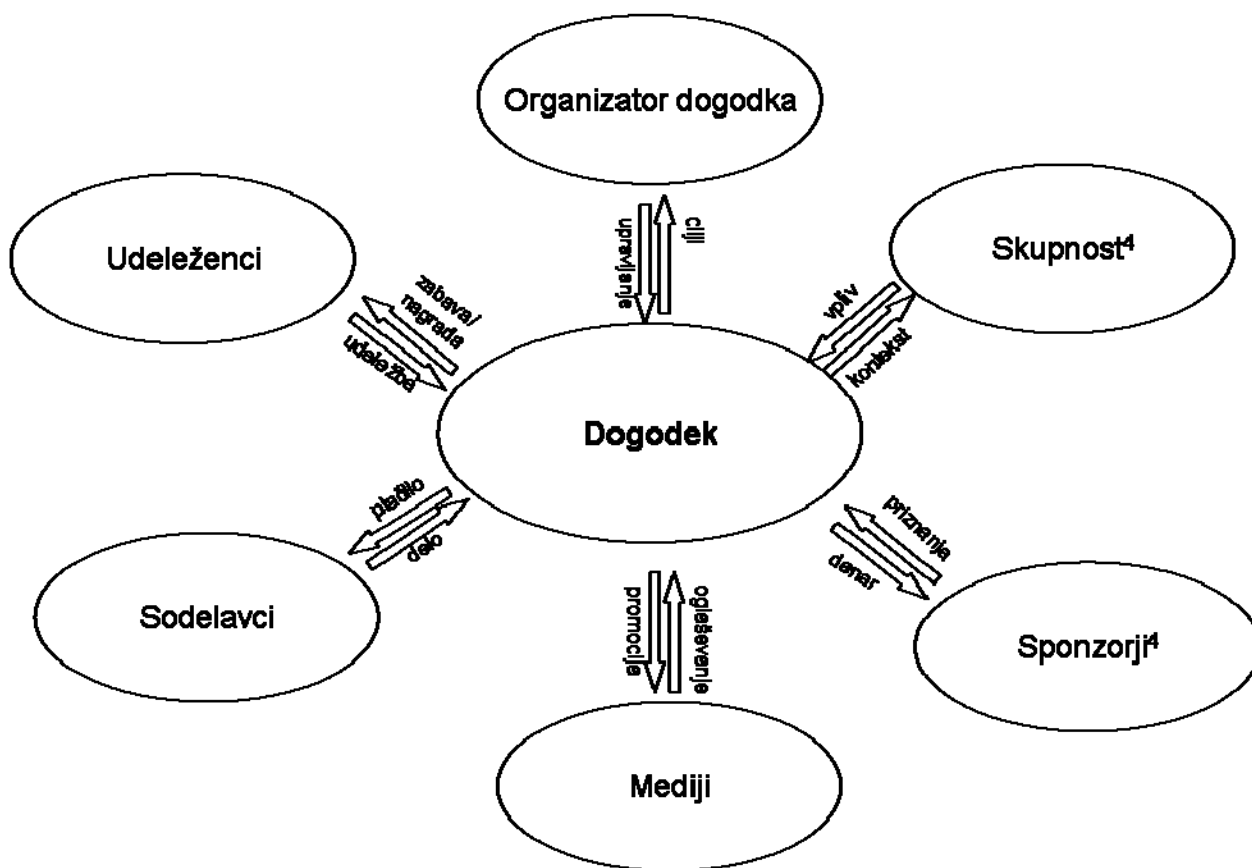 Organizator dogodka
Udeleženci
Skupnost⁴
cilji
upravljanje
zabava/
nagrada
udeležba
vpliv
kontekst
Dogodek
plačilo
delo
priznanja
denar
Sodelavci
oglaševanje
promocija
Sponzorji⁴
Mediji